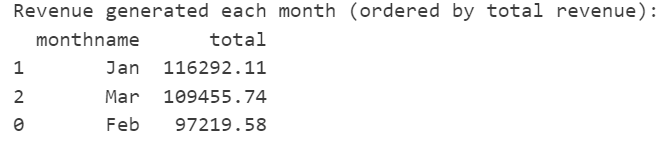 Revenue generated each month (ordered by total revenue):
  monthname      total
1       Jan  116292.11
2       Mar  109455.74
0       Feb   97219.58